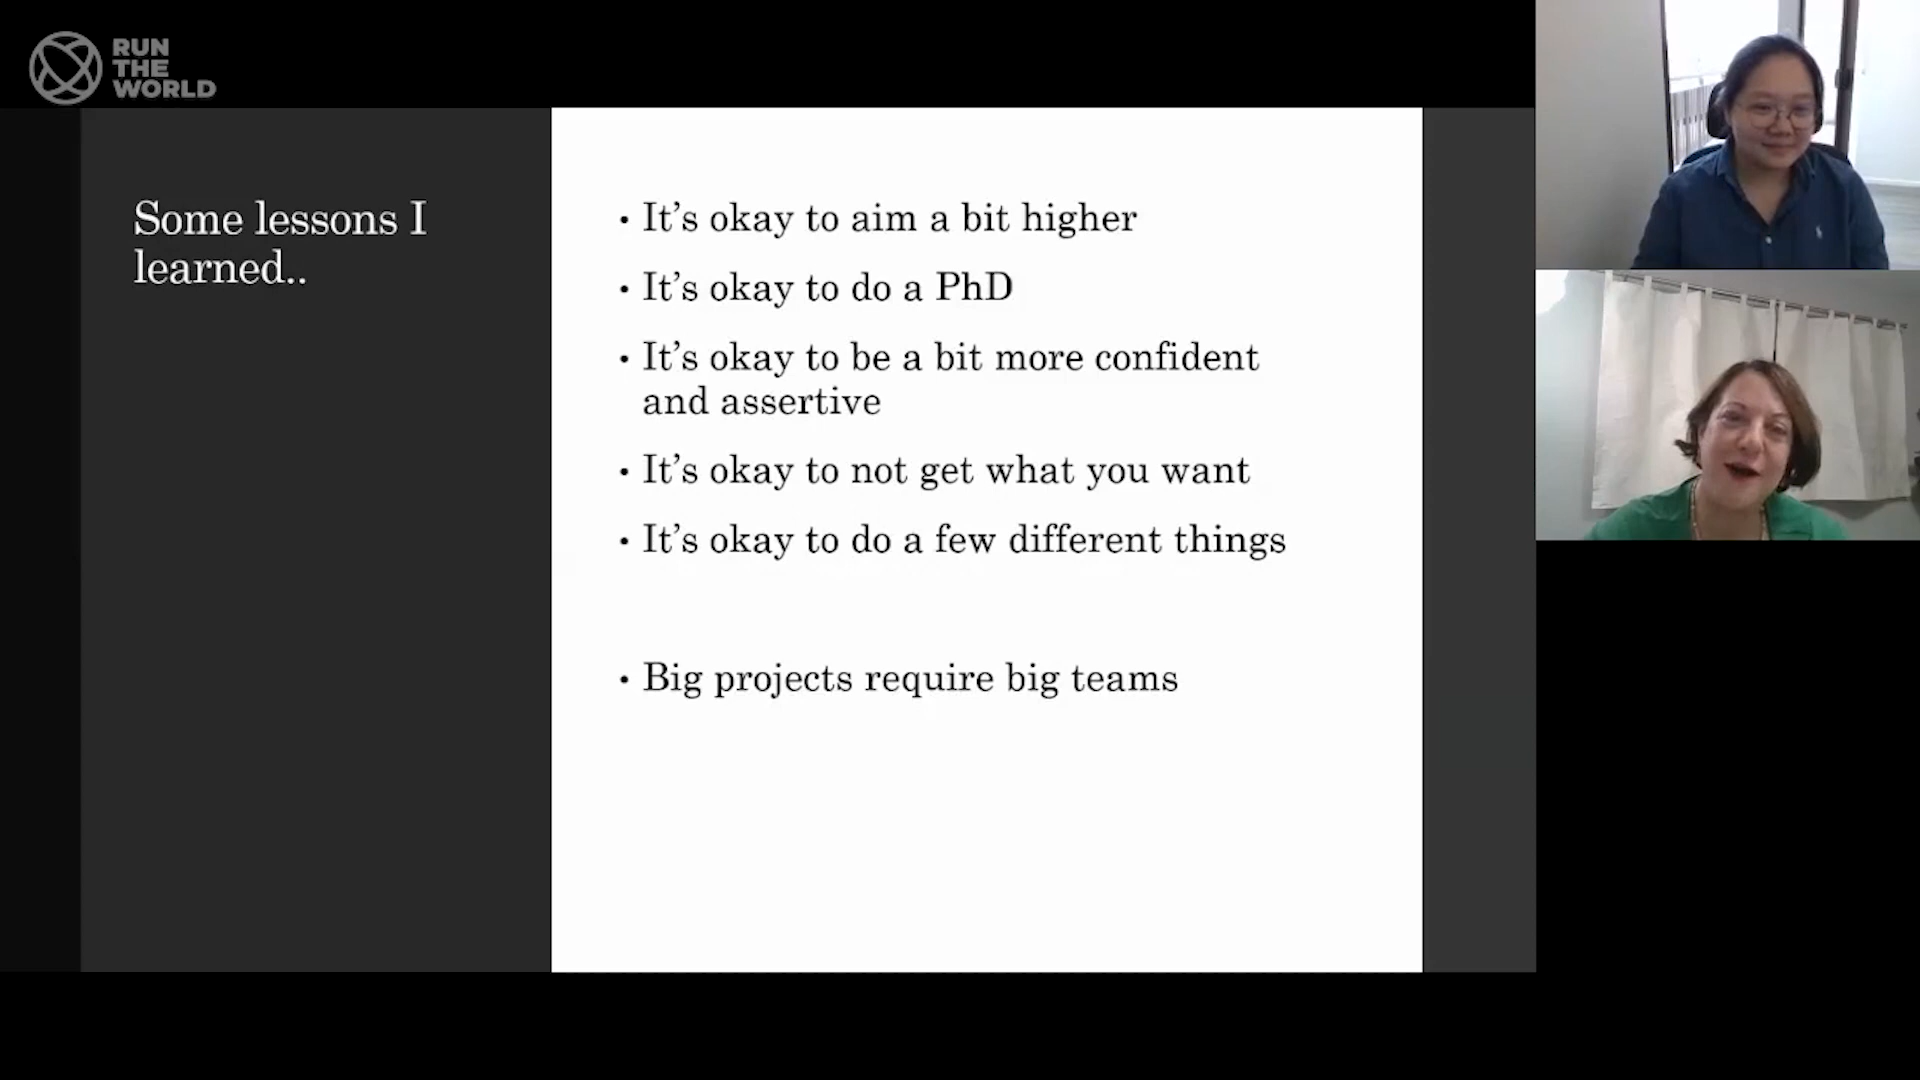 RUN
THE
WORLD
Some lessons I
learned..
• It’s okay to aim a bit higher
• It’s okay to do a PhD
• It’s okay to be a bit more confident
and assertive
• It’s okay to not get what you want
• It’s okay to do a few different things
• Big projects require big teams